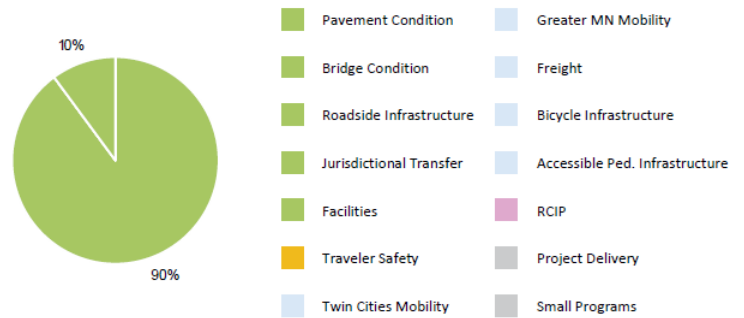 10%
90%
Pavement Condition
Bridge Condition
Roadside Infrastructure
Jurisdictional Transfer
Facilities
Traveler Safety
Twin Cities Mobility
Greater MN Mobility
Freight
Bicycle Infrastructure
Accessible Ped. Infrastructure
RCIP
Project Delivery
Small Programs